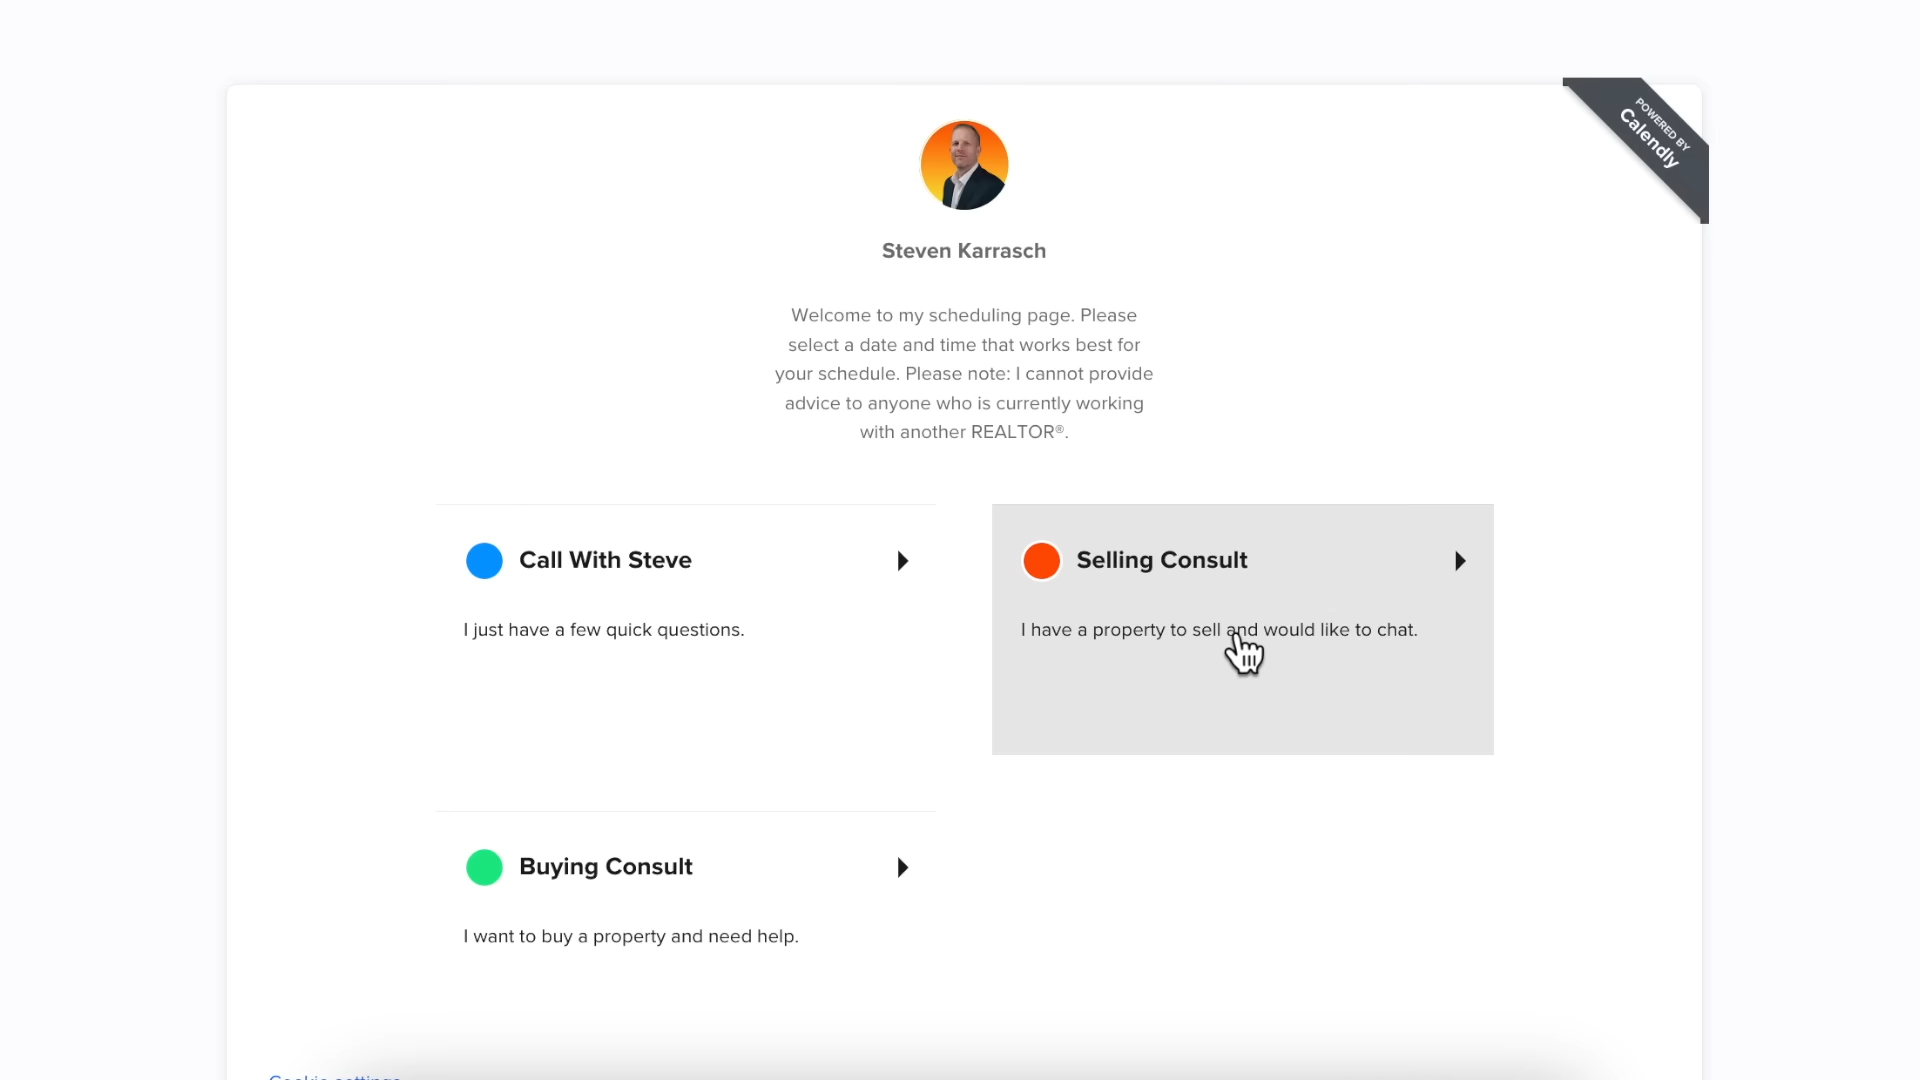 POWERED BY
Calendly
Steven Karrasch
Welcome to my scheduling page. Please
select a date and time that works best for
your schedule. Please note: I cannot provide
advice to anyone who is currently working
with another REALTOR®.
Call With Steve
I just have a few quick questions.
Selling Consult
I have a property to sell and would like to chat.
Buying Consult
I want to buy a property and need help.
Cookie settings